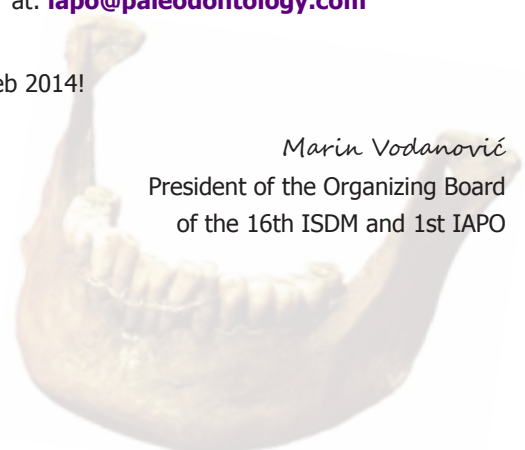 at: iapo@paleodontology.com
eb 2014!
Marin Vodanović
President of the Organizing Board
of the 16th ISDM and 1st IAPO